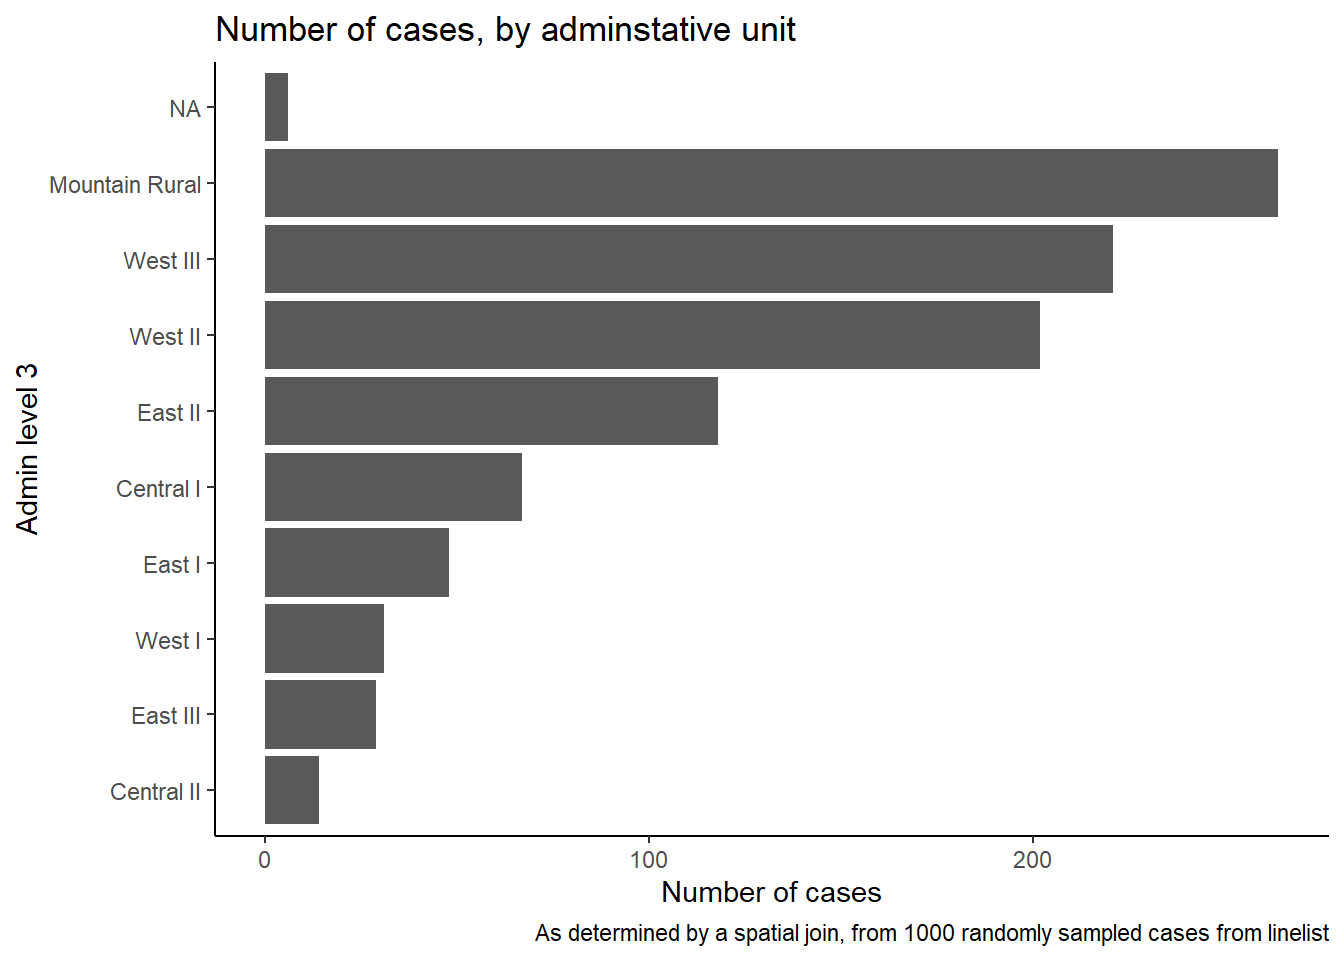 Number of cases, by adminstative unit
Admin level 3
NA
Mountain Rural
West III
West II
East II
Central I
East I
West I
East III
Central II
0 100 200
Number of cases
As determined by a spatial join, from 1000 randomly sampled cases from linelist